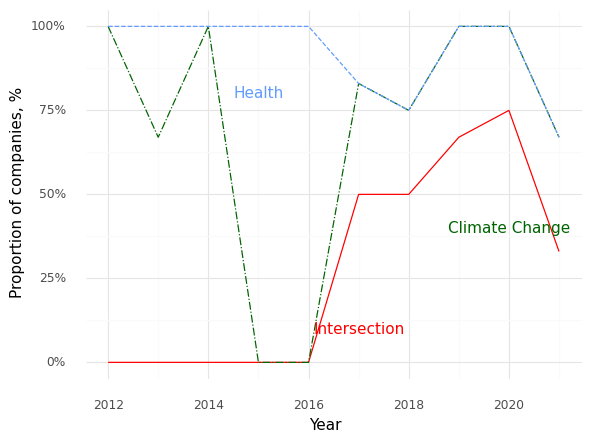 100%
Health
75%
50%
Climate Change
25%
Intersection
0%
2012 2014 2016 2018 2020
Year
Proportion of companies, %